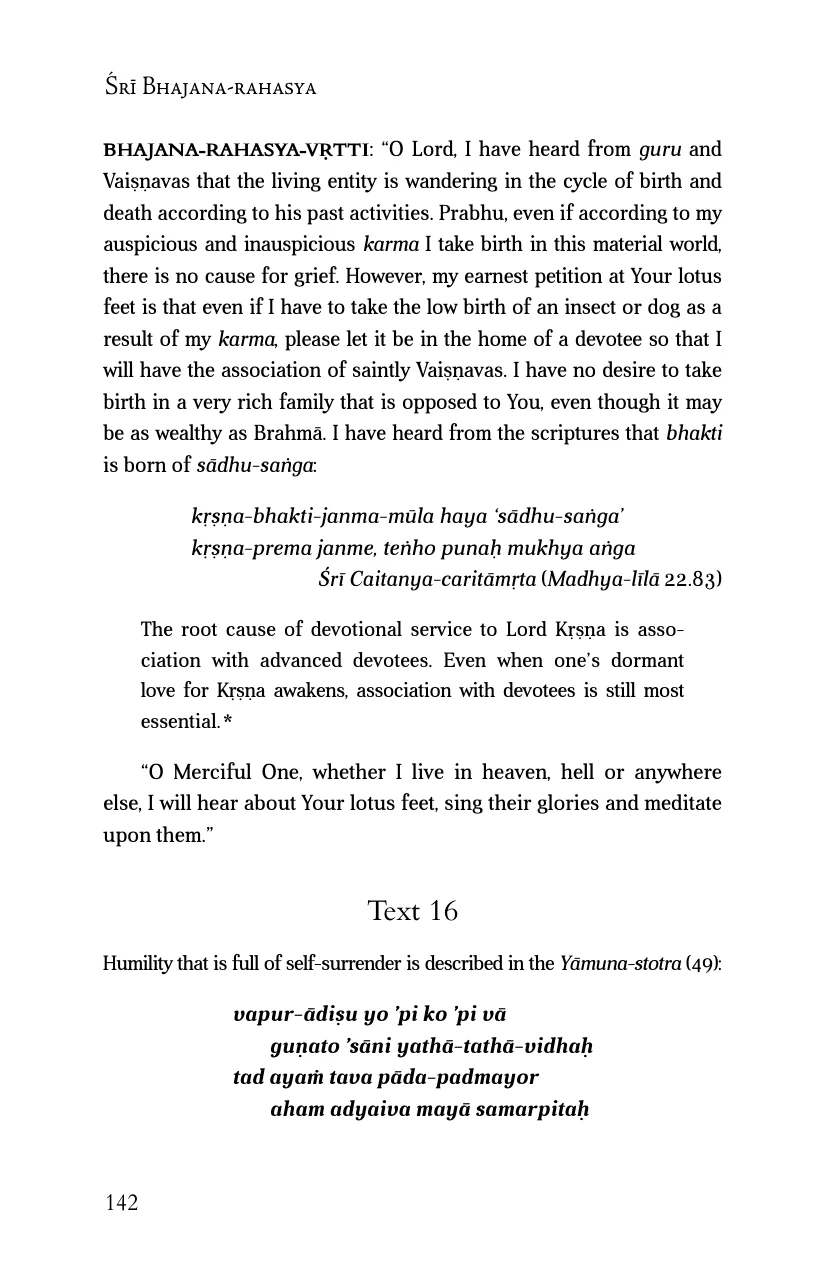 Śrī Bhajana-rahasya
BHAJANA-RAHASYA-VṚTTI: “O Lord, I have heard from guru and
Vaiṣṇavas that the living entity is wandering in the cycle of birth and
death according to his past activities. Prabhu, even if according to my
auspicious and inauspicious karma I take birth in this material world,
there is no cause for grief. However, my earnest petition at Your lotus
feet is that even if I have to take the low birth of an insect or dog as a
result of my karma, please let it be in the home of a devotee so that I
will have the association of saintly Vaiṣṇavas. I have no desire to take
birth in a very rich family that is opposed to You, even though it may
be as wealthy as Brahmā. I have heard from the scriptures that bhakti
is born of sādhu-saṅga:
kṛṣṇa-bhakti-janma-mūla haya ‘sādhu-saṅga’
kṛṣṇa-prema janme, teṅho punaḥ mukhya aṅga
Śrī Caitanya-caritāmṛta (Madhya-līlā 22.83)
The root cause of devotional service to Lord Kṛṣṇa is asso-
ciation with advanced devotees. Even when one’s dormant
love for Kṛṣṇa awakens, association with devotees is still most
essential.*
“O Merciful One, whether I live in heaven, hell or anywhere
else, I will hear about Your lotus feet, sing their glories and meditate
upon them.”
Text 16
Humility that is full of self-surrender is described in the Yāmuna-stotra (49):
vapur-ādiṣu yo ’pi ko ’pi vā
guṇato ’sāni yathā-tathā-vidhaḥ
tad ayaṁ tava pāda-padmayor
aham adyaiva mayā samarpitaḥ
142